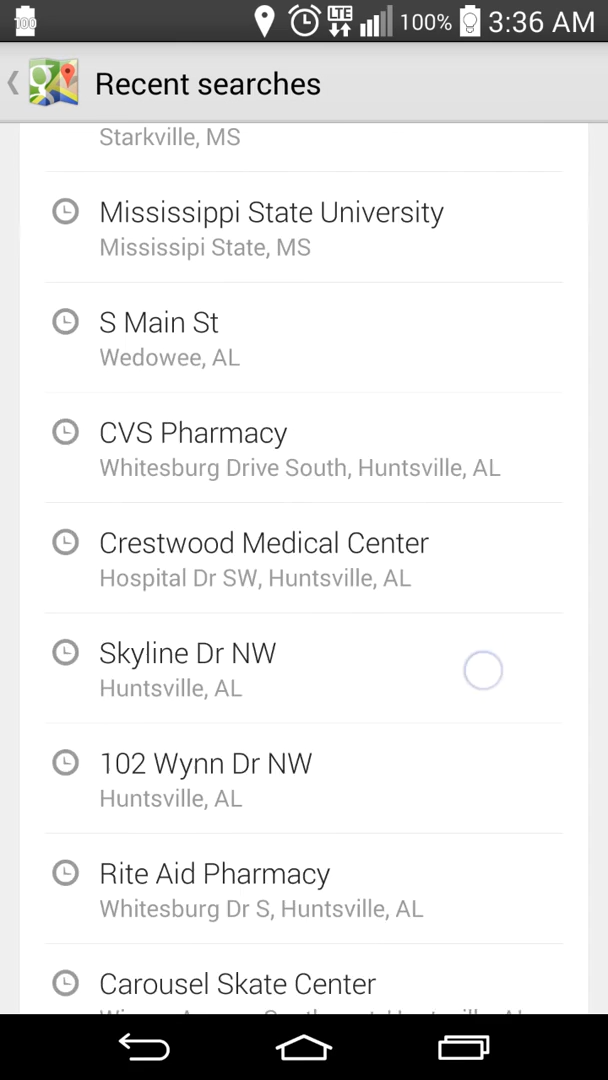 100 LTE 100% 3:36 AM
Recent searches
Starkville, MS
Mississippi State University
Mississipi State, MS
S Main St
Wedowee, AL
CVS Pharmacy
Whitesburg Drive South, Huntsville, AL
Crestwood Medical Center
Hospital Dr SW, Huntsville, AL
Skyline Dr NW
Huntsville, AL
102 Wynn Dr NW
Huntsville, AL
Rite Aid Pharmacy
Whitesburg Dr S, Huntsville, AL
Carousel Skate Center